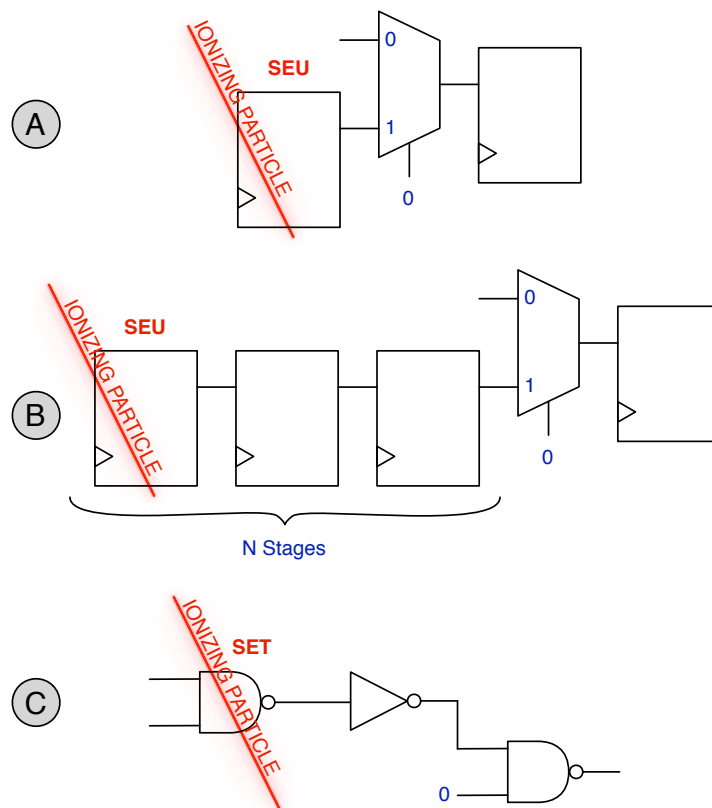 A
IONIZING PARTICLE
SEU
0
1
0
B
IONIZING PARTICLE
SEU
0
1
0
N Stages
C
IONIZING PARTICLE
SET
0